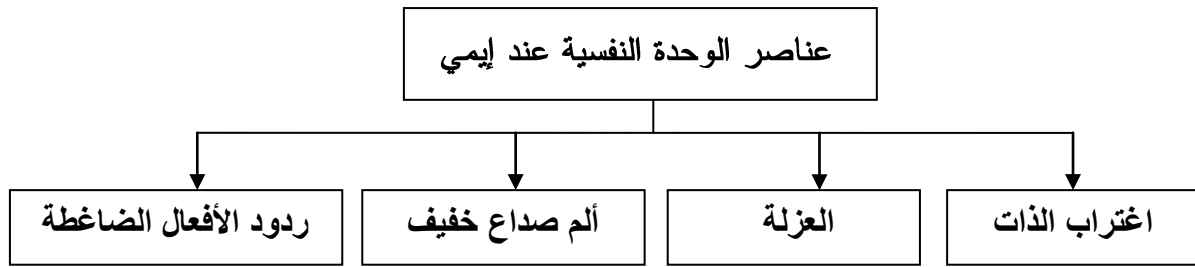 عناصر الوحدة النفسية عند إيمي
اغتراب الذات
العزلة
ألم صداع خفيف
ردود الأفعال الضاغطة